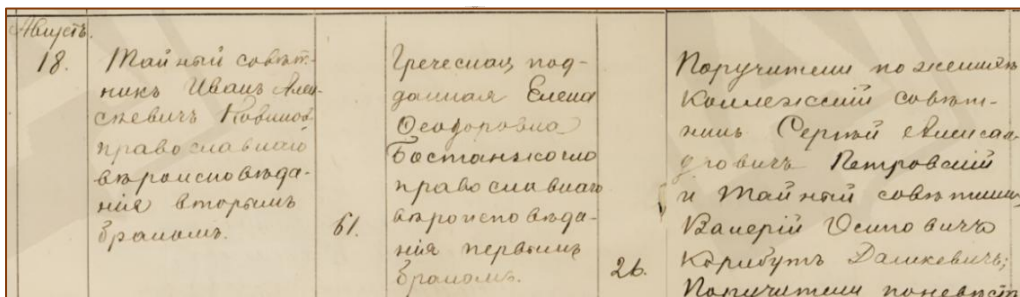 Августъ.
18.
Тайный совѣт-
никъ Иванъ Алек-
сѣевичъ Новиковъ
православнаго
вѣроисповѣда-
нія вторымъ
бракомъ.
61.
Греческая под-
данная Елена
Ѳеодоровна
Бостанжогло
православнаго
вѣроисповѣда-
нія первымъ
бракомъ.
26.
Поручители по женихѣ
Коллежскій совѣт-
никъ Сергѣй Алексан-
дровичъ Петровскій
и Тайный совѣтникъ
Валерій Осиповичъ
Корибутъ Дашкевичъ;
Поручители по невѣстѣ